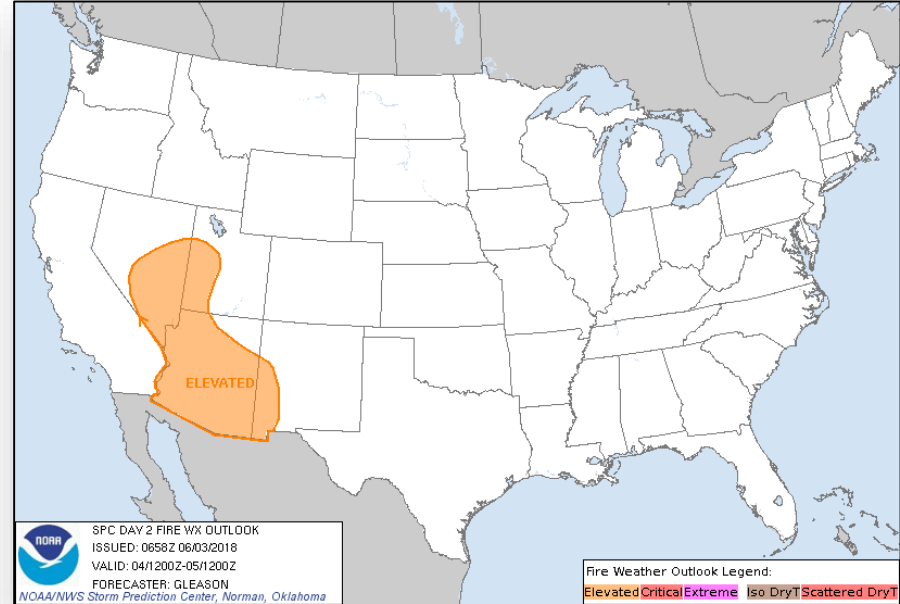 ELEVATED
NOAA
SPC DAY 2 FIRE WX OUTLOOK
ISSUED: 0658Z 06/03/2018
VALID: 04/1200Z-05/1200Z
FORECASTER: GLEASON
NOAA/NWS Storm Prediction Center, Norman, Oklahoma
Fire Weather Outlook Legend:
Elevated Critical Extreme Iso DryT Scattered DryT